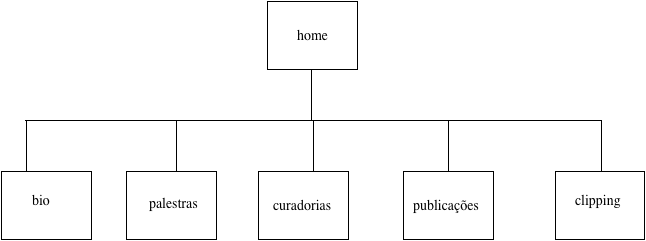 home
bio
palestras
curadorias
publicações
clipping